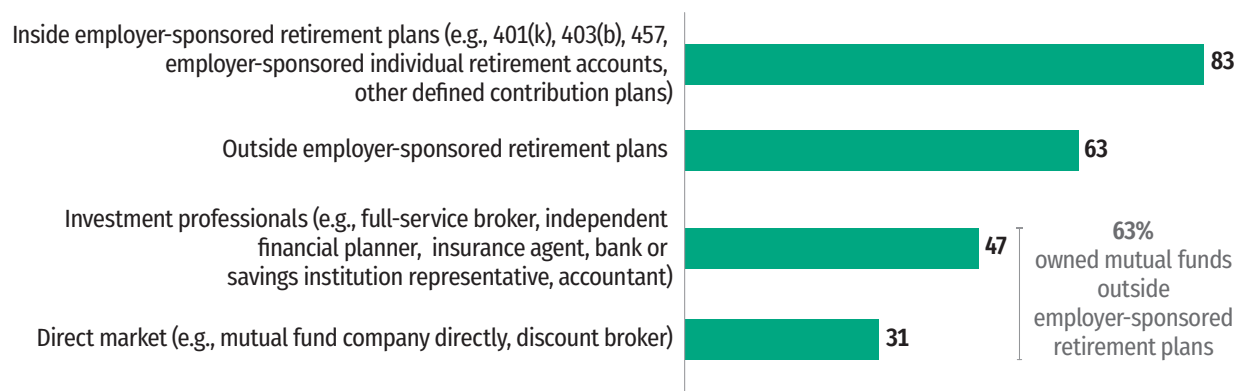 Inside employer-sponsored retirement plans (e.g., 401(k), 403(b), 457,
employer-sponsored individual retirement accounts,
other defined contribution plans)
83
Outside employer-sponsored retirement plans
63
Investment professionals (e.g., full-service broker, independent
financial planner, insurance agent, bank or
savings institution representative, accountant)
47
63%
owned mutual funds
outside
employer-sponsored
retirement plans
Direct market (e.g., mutual fund company directly, discount broker)
31